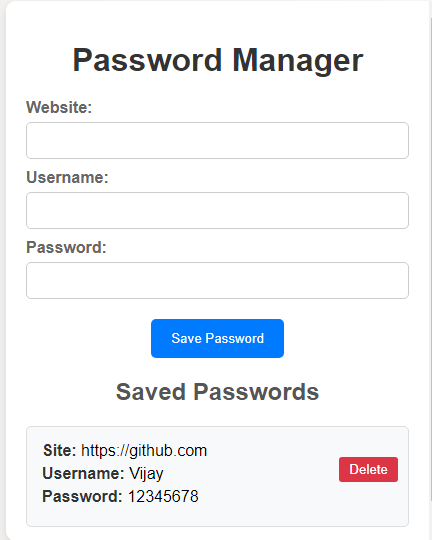 Password Manager
Website:
Username:
Password:
Save Password
Saved Passwords
Site: https://github.com
Username: Vijay
Password: 12345678
Delete